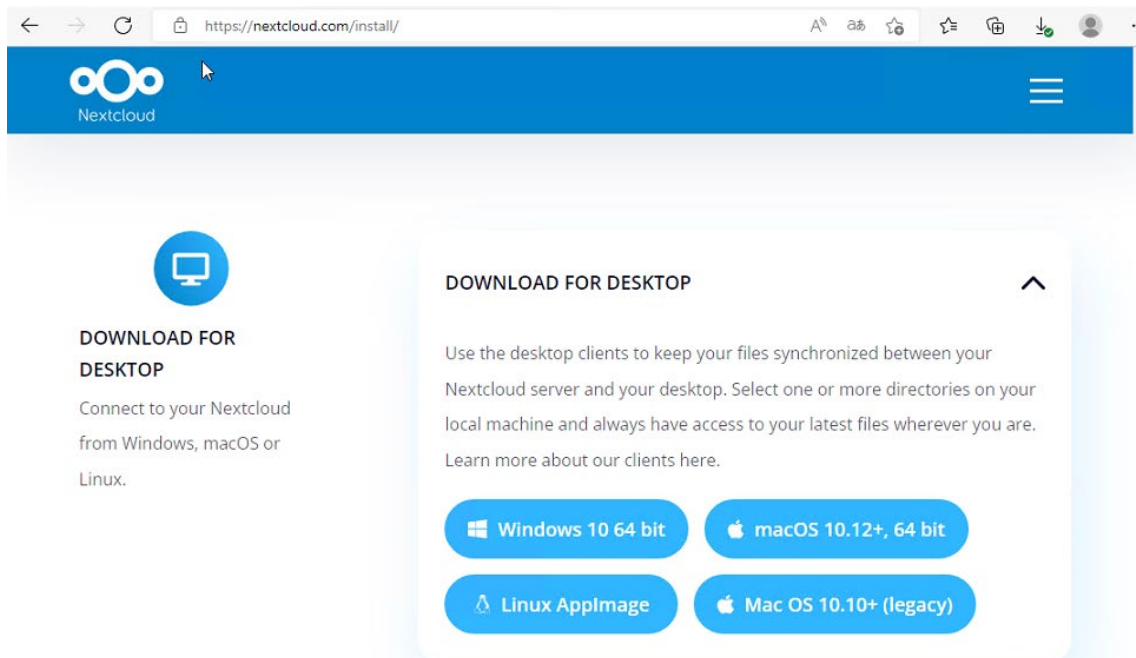 https://nextcloud.com/install/
Nextcloud
DOWNLOAD FOR
DESKTOP
Connect to your Nextcloud
from Windows, macOS or
Linux.
DOWNLOAD FOR DESKTOP
Use the desktop clients to keep your files synchronized between your
Nextcloud server and your desktop. Select one or more directories on your
local machine and always have access to your latest files wherever you are.
Learn more about our clients here.
Windows 10 64 bit
macOS 10.12+, 64 bit
Linux AppImage
Mac OS 10.10+ (legacy)